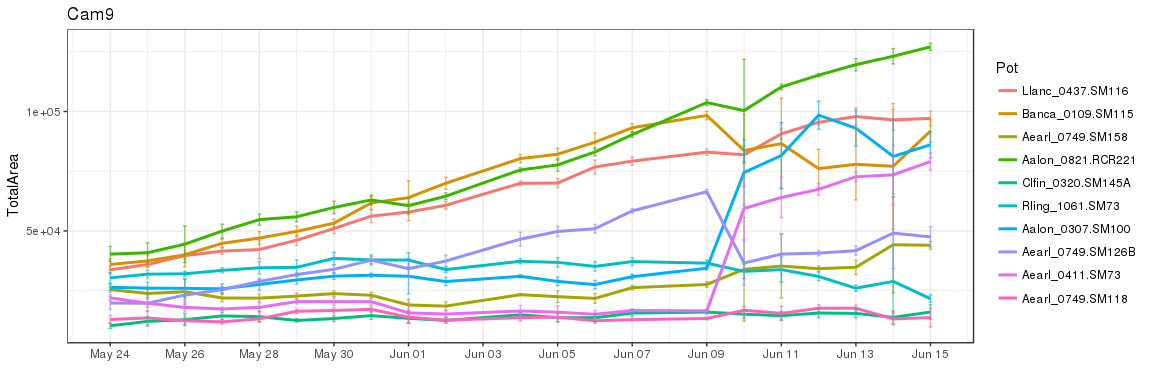 Cam9
TotalArea
1e+05
5e+04
May 24 May 26 May 28 May 30 Jun 01 Jun 03 Jun 05 Jun 07 Jun 09 Jun 11 Jun 13 Jun 15
Pot
Llanc_0437.SM116
Banca_0109.SM115
Aearl_0749.SM158
Aalon_0821.RCR221
Clfin_0320.SM145A
Rling_1061.SM73
Aalon_0307.SM100
Aearl_0749.SM126B
Aearl_0411.SM73
Aearl_0749.SM118